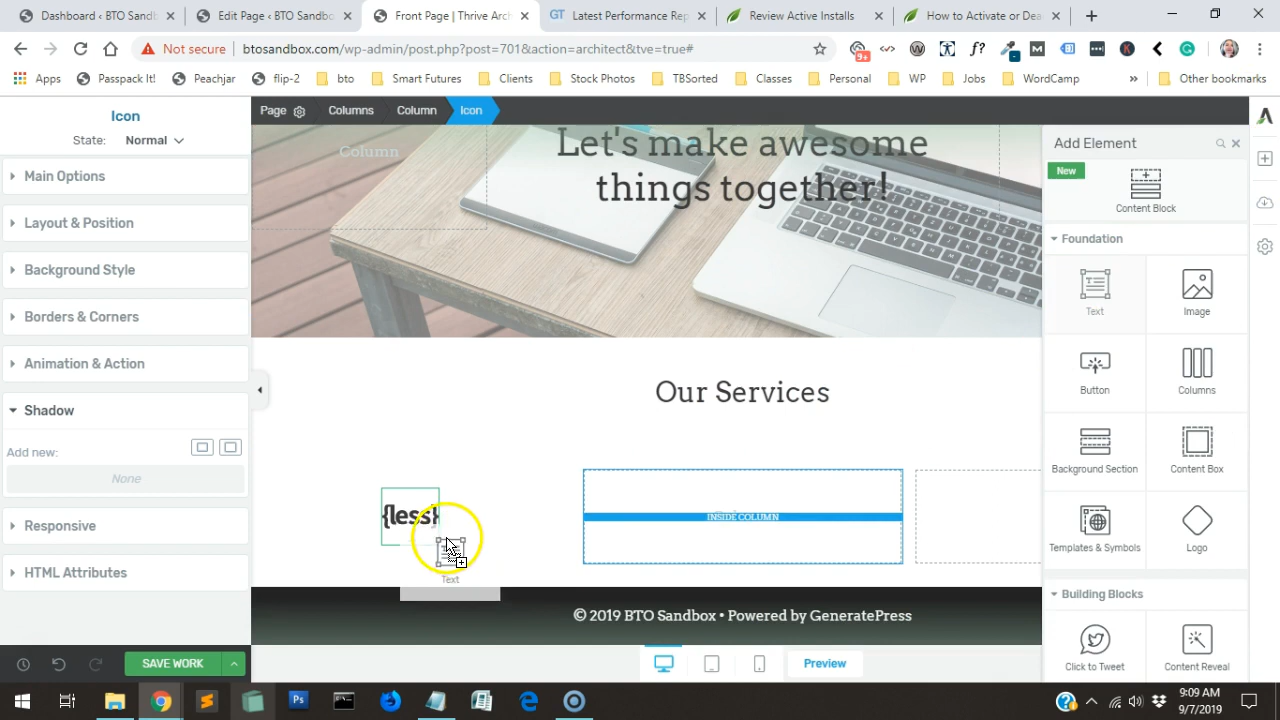 Icon - BTO Sandb
Edit Page ‹ BTO Sandb
Front Page | Thrive Arc
GT Latest Performance Rep
Review Active Installs
How to Activate or Dea
Not secure
btosandbox.com/wp-admin/post.php?post=701&action=architect&tve=true#
9+
Apps
Passpack It!
Peachjar
flip-2
bto
Smart Futures
Clients
Stock Photos
TBSorted
Classes
Personal
WP
Jobs
WordCamp
»
Other bookmarks
Icon
State: Normal
Main Options
Layout & Position
Background Style
Borders & Corners
Animation & Action
Shadow
Add new:
None
Responsive
HTML Attributes
SAVE WORK
Page
Columns
Column
Icon
Column
Let's make awesome
things together!
Our Services
{less}
INSIDE COLUMN
Text
© 2019 BTO Sandbox • Powered by GeneratePress
Preview
Add Element
New
Content Block
Foundation
Text
Image
Button
Columns
Background Section
Content Box
Templates & Symbols
Logo
Building Blocks
Click to Tweet
Content Reveal
9:09 AM
9/7/2019